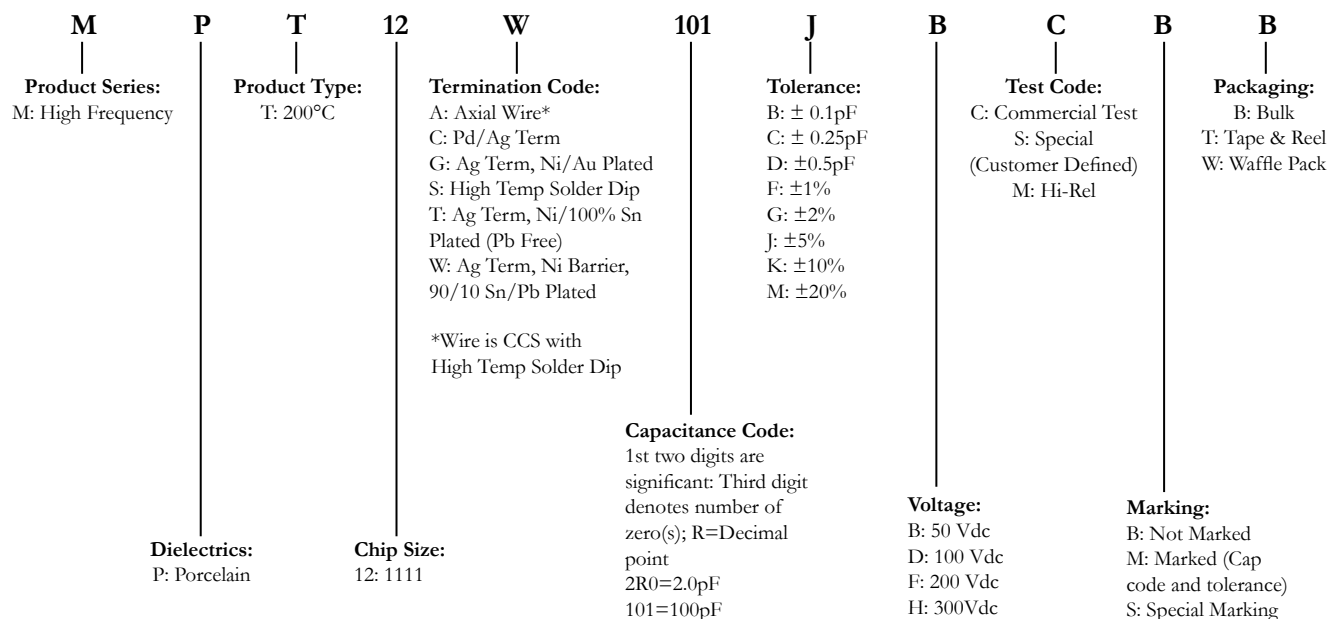 M P T 12 W 101 J B C B B
Product Series:
M: High Frequency
Product Type:
T: 200°C
Termination Code:
A: Axial Wire*
C: Pd/Ag Term
G: Ag Term, Ni/Au Plated
S: High Temp Solder Dip
T: Ag Term, Ni/100% Sn
Plated (Pb Free)
W: Ag Term, Ni Barrier,
90/10 Sn/Pb Plated
*Wire is CCS with
High Temp Solder Dip
Tolerance:
B: ± 0.1pF
C: ± 0.25pF
D: ±0.5pF
F: ±1%
G: ±2%
J: ±5%
K: ±10%
M: ±20%
Test Code:
C: Commercial Test
S: Special
(Customer Defined)
M: Hi-Rel
Packaging:
B: Bulk
T: Tape & Reel
W: Waffle Pack
Dielectrics:
P: Porcelain
Chip Size:
12: 1111
Capacitance Code:
1st two digits are
significant: Third digit
denotes number of
zero(s); R=Decimal
point
2R0=2.0pF
101=100pF
Voltage:
B: 50 Vdc
D: 100 Vdc
F: 200 Vdc
H: 300Vdc
Marking:
B: Not Marked
M: Marked (Cap
code and tolerance)
S: Special Marking